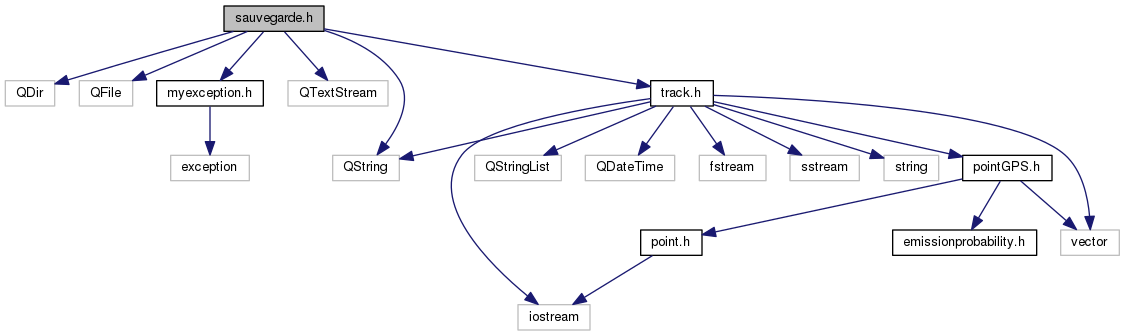 sauvegarde.h
QDir
QFile
myexception.h
QTextStream
track.h
exception
QString
QStringList
QDateTime
fstream
sstream
string
pointGPS.h
point.h
emissionprobability.h
vector
iostream